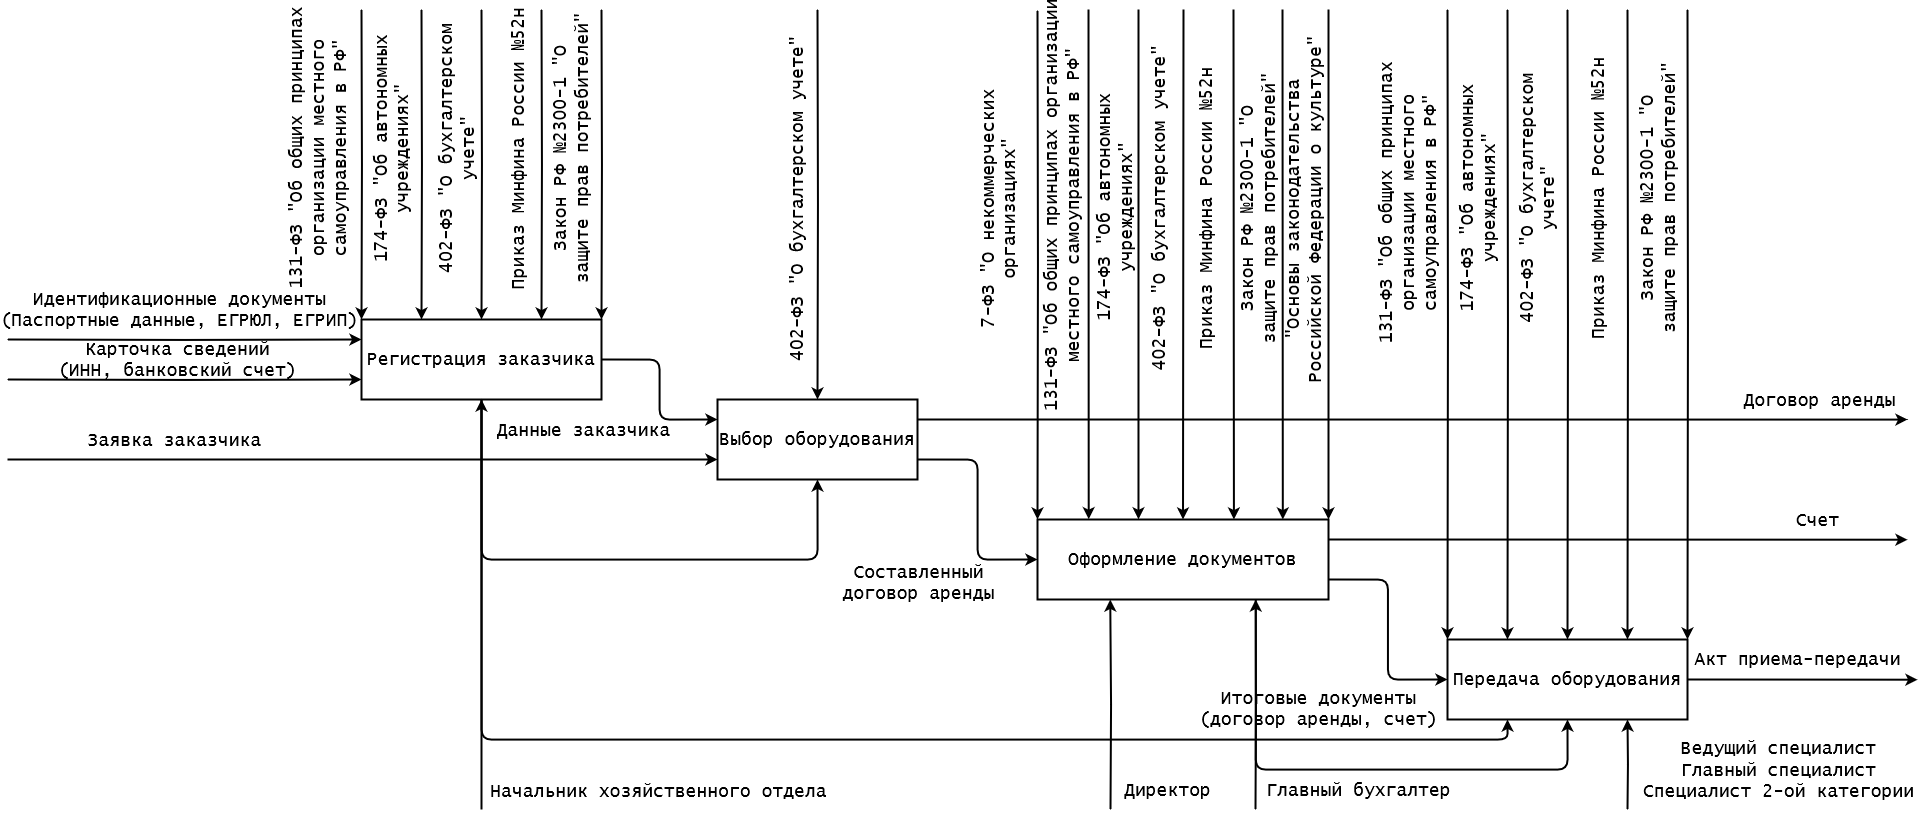 131-ФЗ "Об общих принципах
организации местного
самоуправления в РФ"
174-ФЗ "Об автономных
учреждениях"
402-ФЗ "О бухгалтерском
учете"
Приказ Минфина России №52н
Закон РФ №2300-1 "О
защите прав потребителей"
402-ФЗ "О бухгалтерском учете"
7-ФЗ "О некоммерческих
организациях"
131-ФЗ "Об общих принципах организации
местного самоуправления в РФ"
174-ФЗ "Об автономных
учреждениях"
402-ФЗ "О бухгалтерском учете"
Приказ Минфина России №52н
Закон РФ №2300-1 "О
защите прав потребителей"
"Основы законодательства
Российской Федерации о культуре"
131-ФЗ "Об общих принципах
организации местного
самоуправления в РФ"
174-ФЗ "Об автономных
учреждениях"
402-ФЗ "О бухгалтерском
учете"
Приказ Минфина России №52н
Закон РФ №2300-1 "О
защите прав потребителей"
Идентификационные документы
(Паспортные данные, ЕГРЮЛ, ЕГРИП)
Карточка сведений
(ИНН, банковский счет)
Регистрация заказчика
Данные заказчика
Заявка заказчика
Выбор оборудования
Договор аренды
Составленный
договор аренды
Оформление документов
Счет
Итоговые документы
(договор аренды, счет)
Передача оборудования
Акт приема-передачи
Начальник хозяйственного отдела
Директор
Главный бухгалтер
Ведущий специалист
Главный специалист
Специалист 2-ой категории